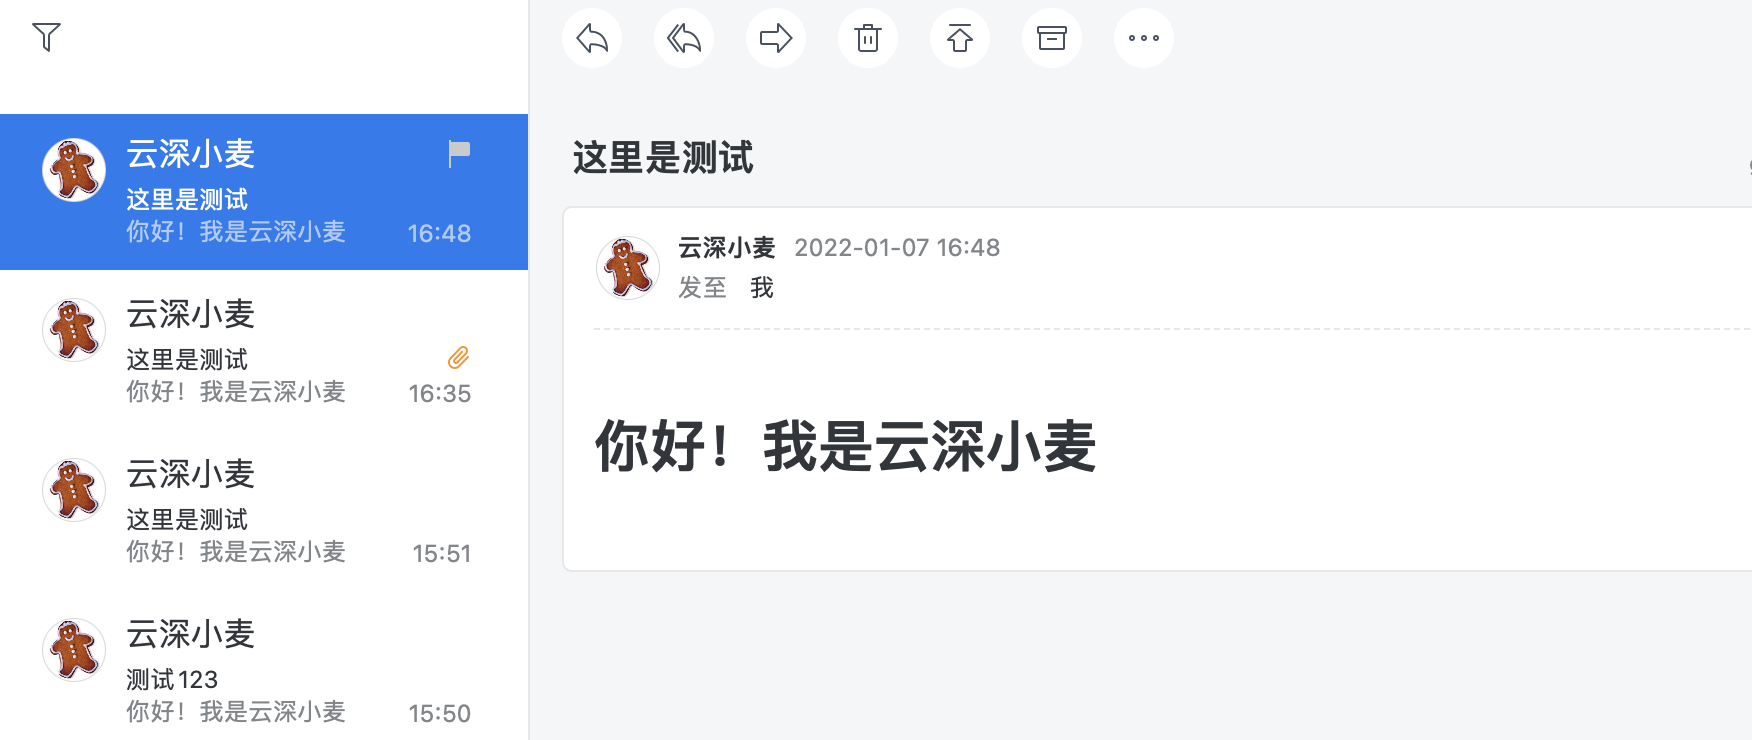 云深小麦
这里是测试
你好！我是云深小麦
16:48
云深小麦
这里是测试
你好！我是云深小麦
16:35
云深小麦
这里是测试
你好！我是云深小麦
15:51
云深小麦
测试123
你好！我是云深小麦
15:50
这里是测试
云深小麦 2022-01-07 16:48
发至 我
你好！我是云深小麦